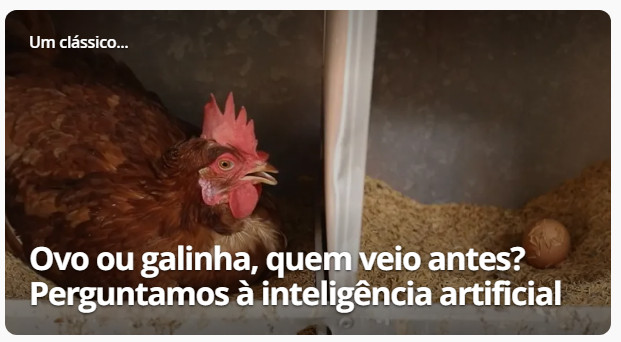 Um clássico...
Ovo ou galinha, quem veio antes?
Perguntamos à inteligência artificial